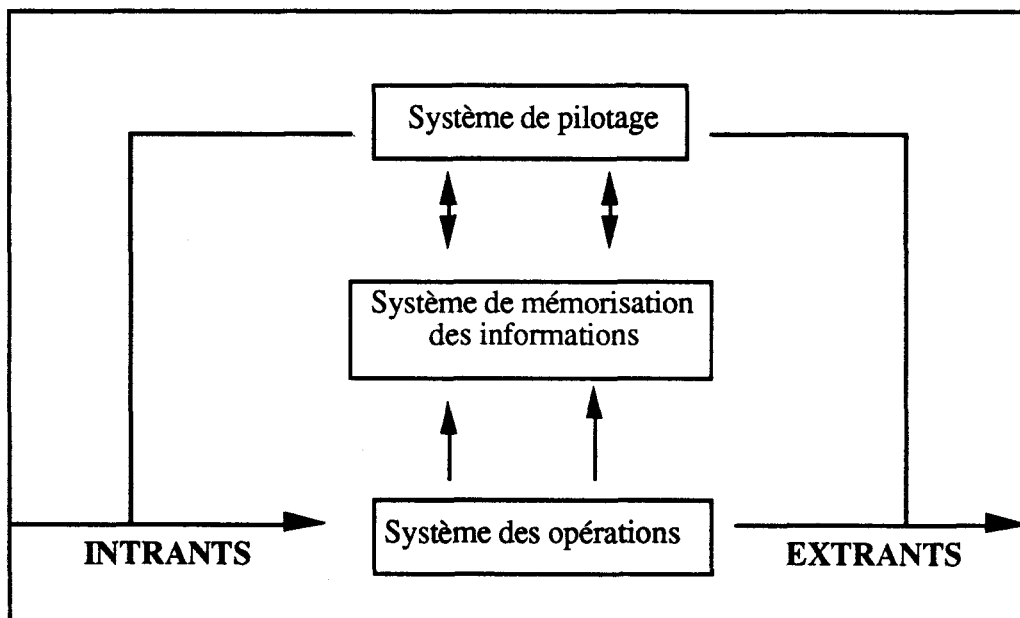 Système de pilotage
Système de mémorisation
des informations
Système des opérations
INTRANTS
EXTRANTS